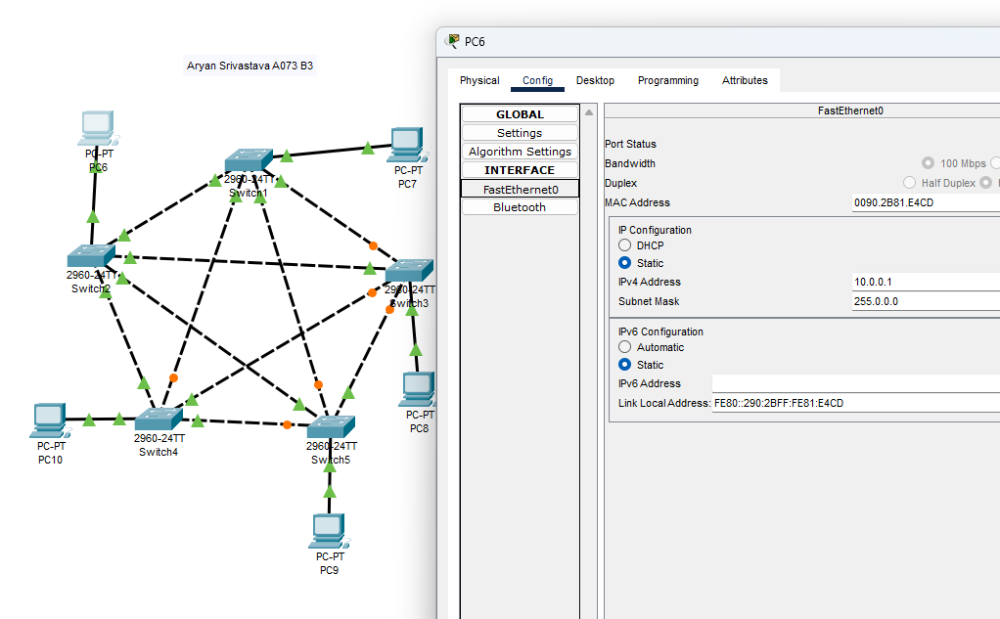 Aryan Srivastava A073 B3
PC-PT
PC6
2960-24TT
Switch1
PC-PT
PC7
2960-24TT
Switch2
2960-24TT
Switch3
PC-PT
PC8
PC-PT
PC10
2960-24TT
Switch4
2960-24TT
Switch5
PC-PT
PC9
PC6
Physical Config Desktop Programming Attributes
GLOBAL
Settings
Algorithm Settings
INTERFACE
FastEthernet0
Bluetooth
FastEthernet0
Port Status
Bandwidth 100 Mbps
Duplex Half Duplex
MAC Address 0090.2B81.E4CD
IP Configuration
DHCP
Static
IPv4 Address 10.0.0.1
Subnet Mask 255.0.0.0
IPv6 Configuration
Automatic
Static
IPv6 Address
Link Local Address: FE80::290:2BFF:FE81:E4CD